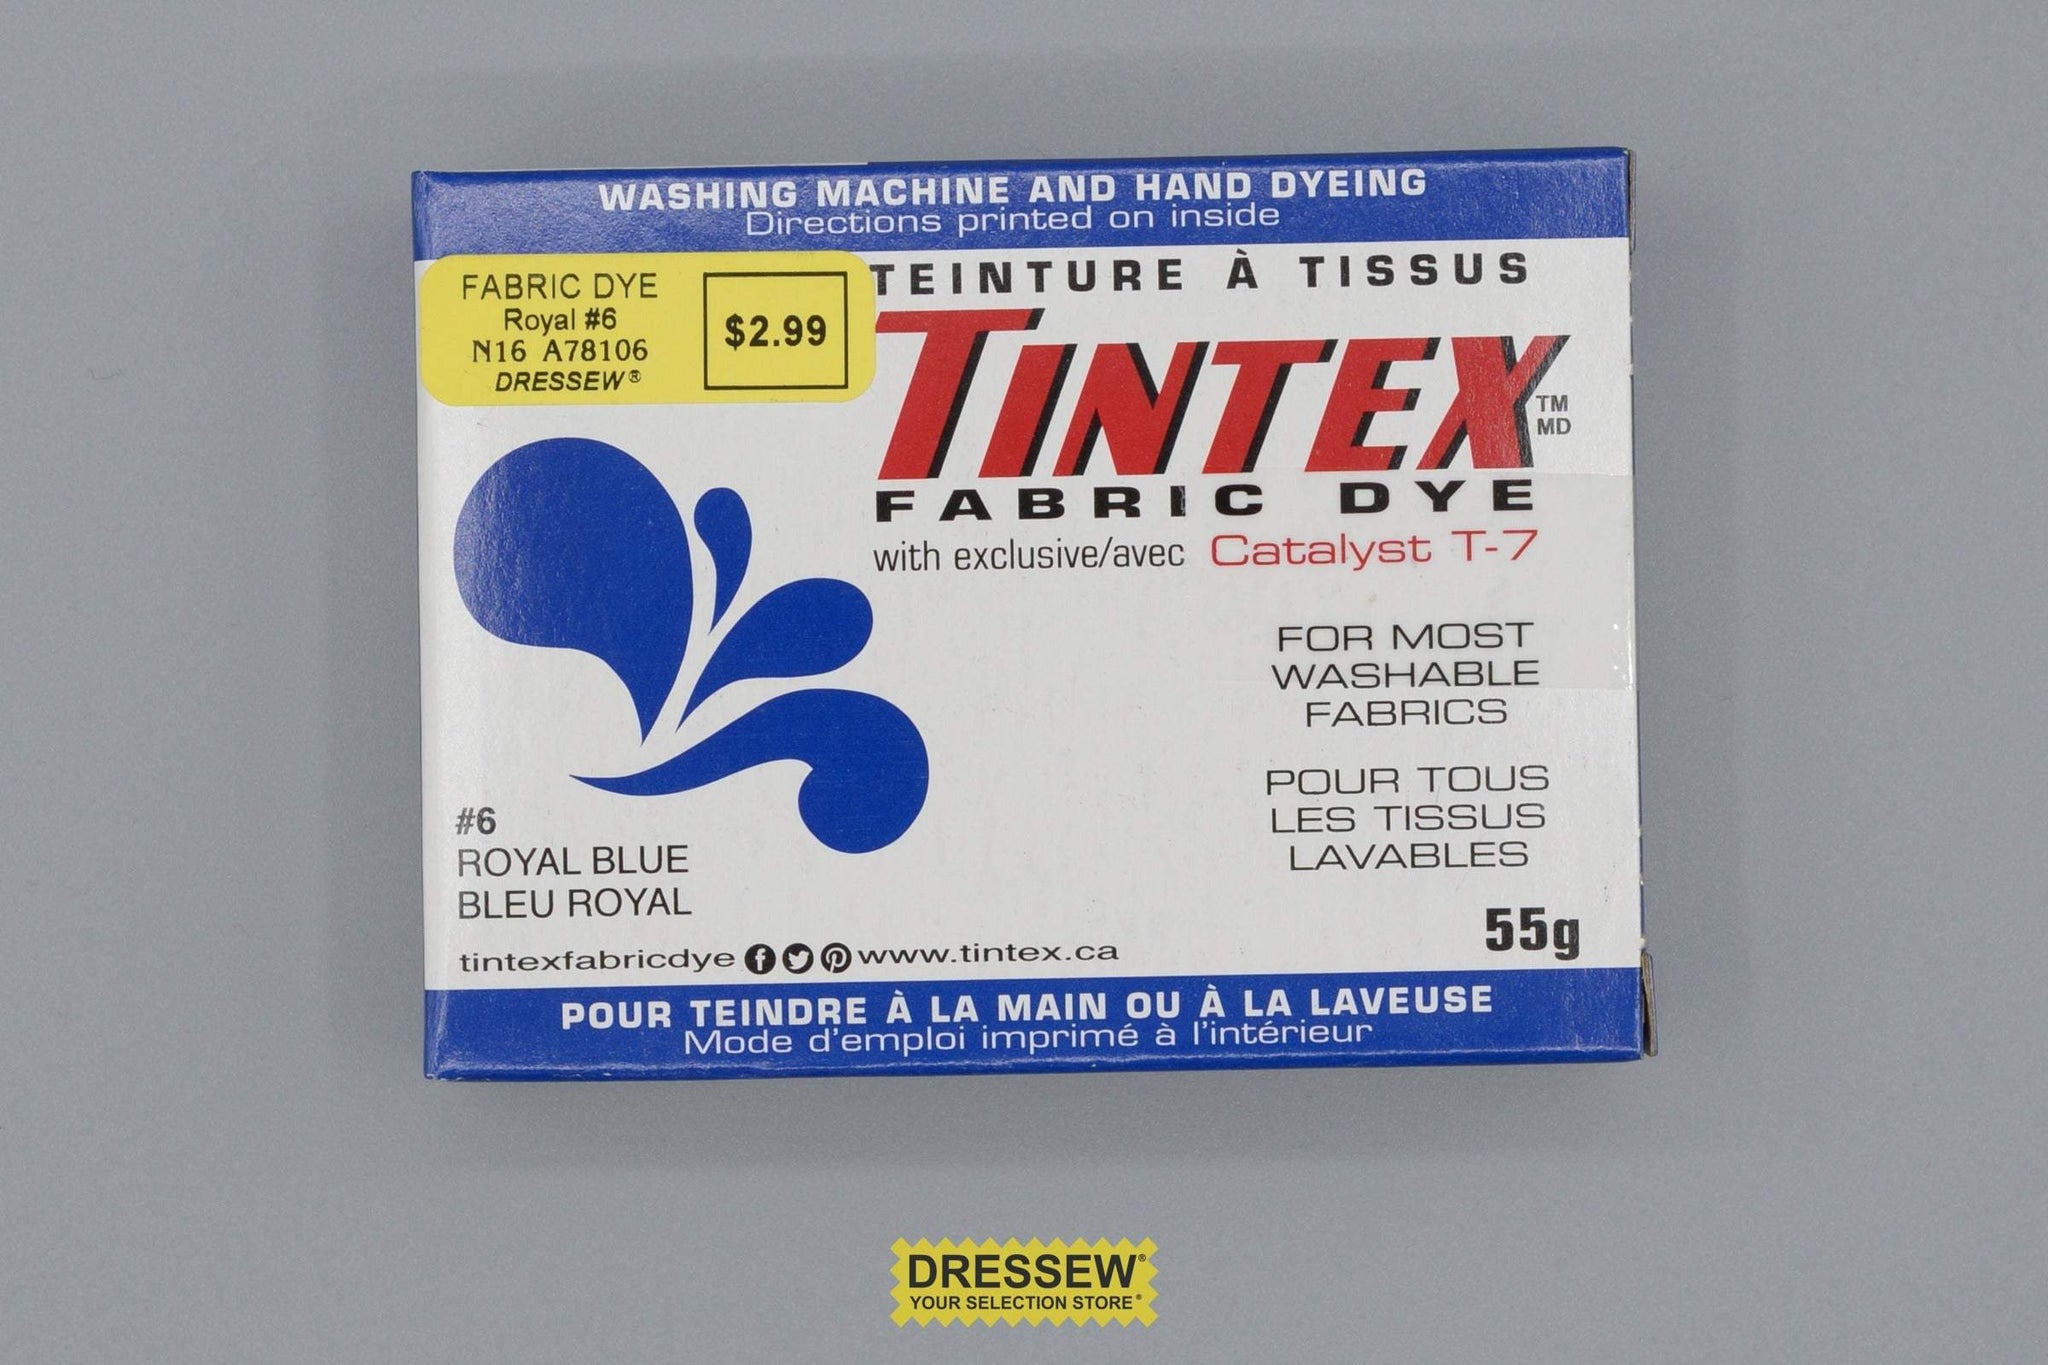 WASHING MACHINE AND HAND DYEING
Directions printed on inside
FABRIC DYE
Royal #6
N16 A78106
DRESSEW®
$2.99
TEINTURE À TISSUS
TINTEX
TM
MD
FABRIC DYE
with exclusive/avec Catalyst T-7
FOR MOST
WASHABLE
FABRICS
POUR TOUS
LES TISSUS
LAVABLES
#6
ROYAL BLUE
BLEU ROYAL
55g
tintexfabricdye www.tintex.ca
POUR TEINDRE À LA MAIN OU À LA LAVEUSE
Mode d'emploi imprimé à l'intérieur
DRESSEW®
YOUR SELECTION STORE®